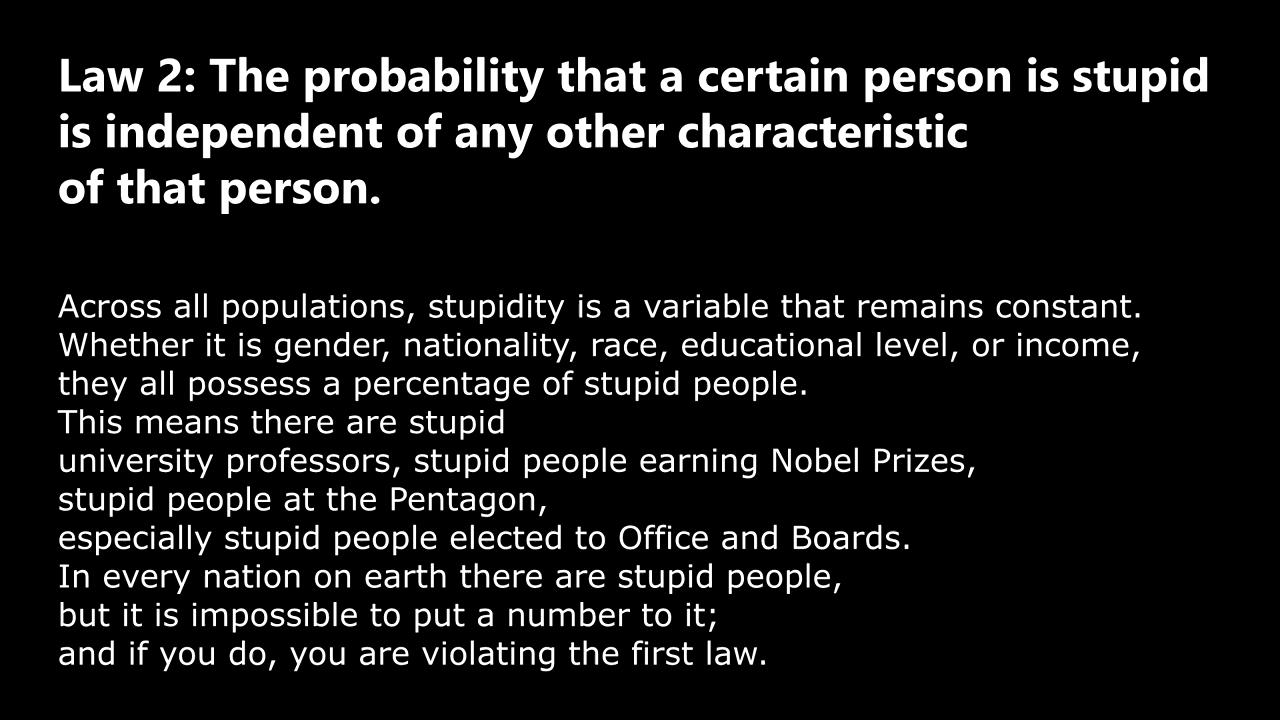 Law 2: The probability that a certain person is stupid
is independent of any other characteristic
of that person.
Across all populations, stupidity is a variable that remains constant.
Whether it is gender, nationality, race, educational level, or income,
they all possess a percentage of stupid people.
This means there are stupid
university professors, stupid people earning Nobel Prizes,
stupid people at the Pentagon,
especially stupid people elected to Office and Boards.
In every nation on earth there are stupid people,
but it is impossible to put a number to it;
and if you do, you are violating the first law.